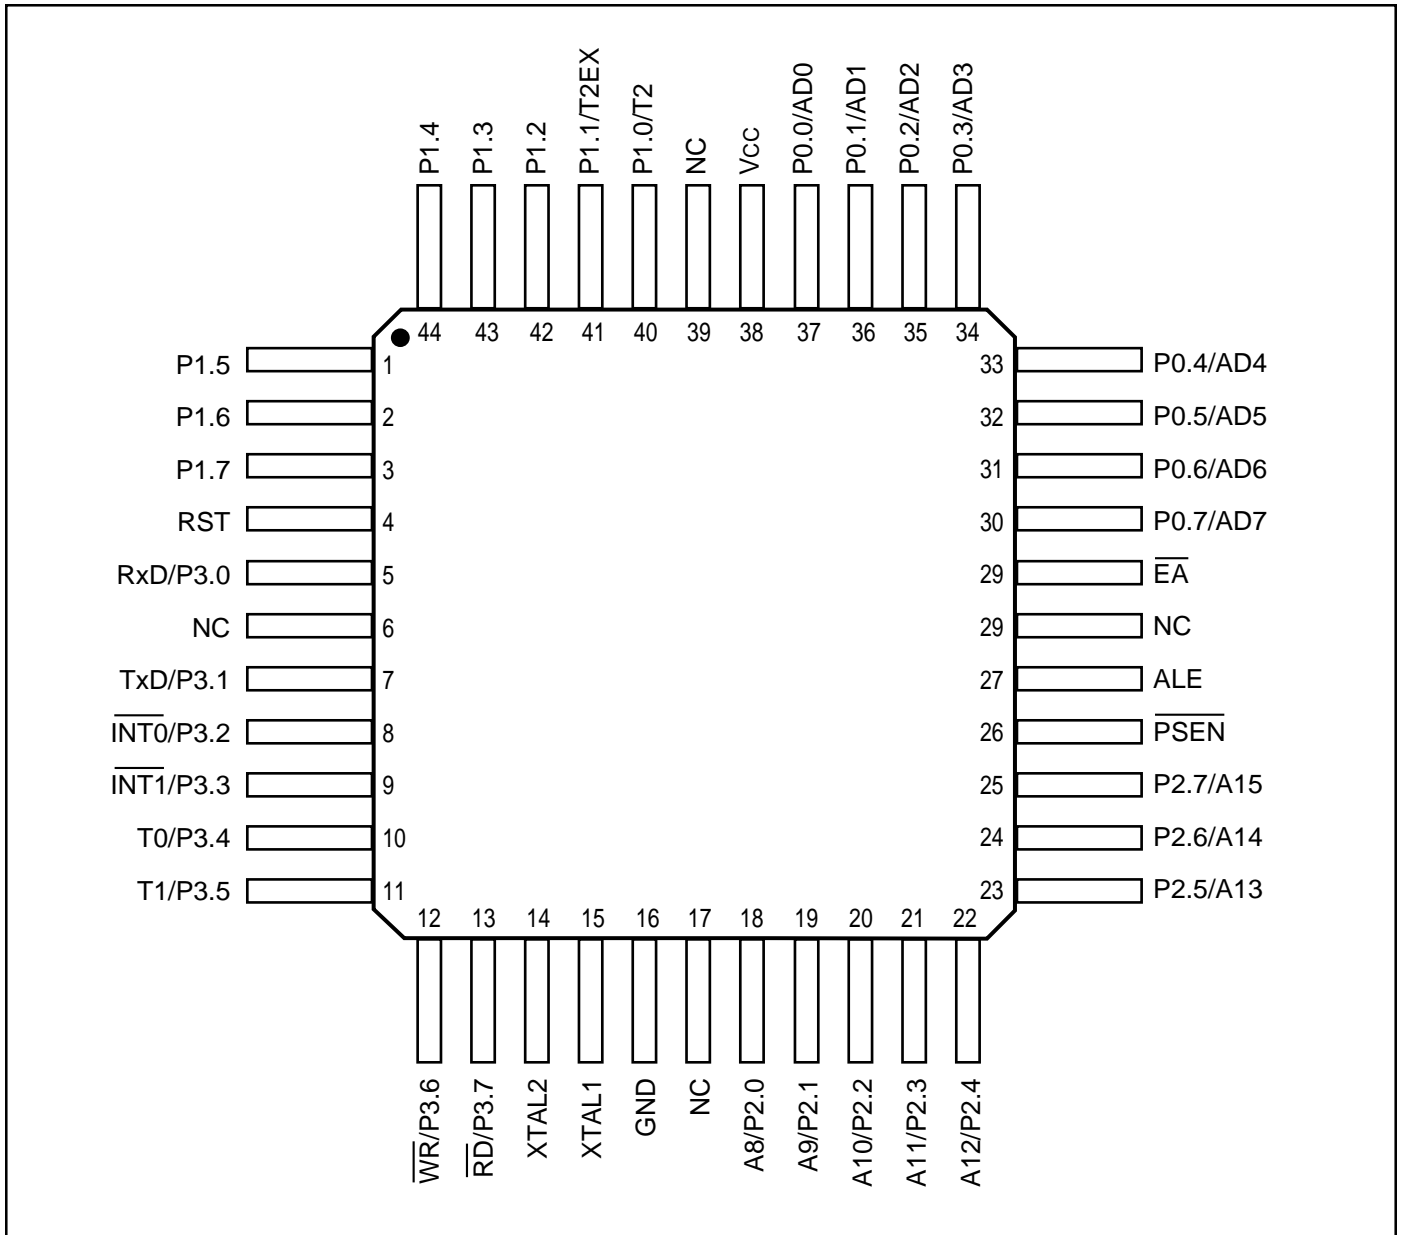 P1.4 P1.3 P1.2 P1.1/T2EX P1.0/T2 NC VCC P0.0/AD0 P0.1/AD1 P0.2/AD2 P0.3/AD3
44 43 42 41 40 39 38 37 36 35 34
P1.5 1 33 P0.4/AD4
P1.6 2 32 P0.5/AD5
P1.7 3 31 P0.6/AD6
RST 4 30 P0.7/AD7
RxD/P3.0 5 29 E̅A̅
NC 6 29 NC
TxD/P3.1 7 27 ALE
I̅N̅T̅0̅/P3.2 8 26 P̅S̅E̅N̅
I̅N̅T̅1̅/P3.3 9 25 P2.7/A15
T0/P3.4 10 24 P2.6/A14
T1/P3.5 11 23 P2.5/A13
12 13 14 15 16 17 18 19 20 21 22
W̅R̅/P3.6 R̅D̅/P3.7 XTAL2 XTAL1 GND NC A8/P2.0 A9/P2.1 A10/P2.2 A11/P2.3 A12/P2.4